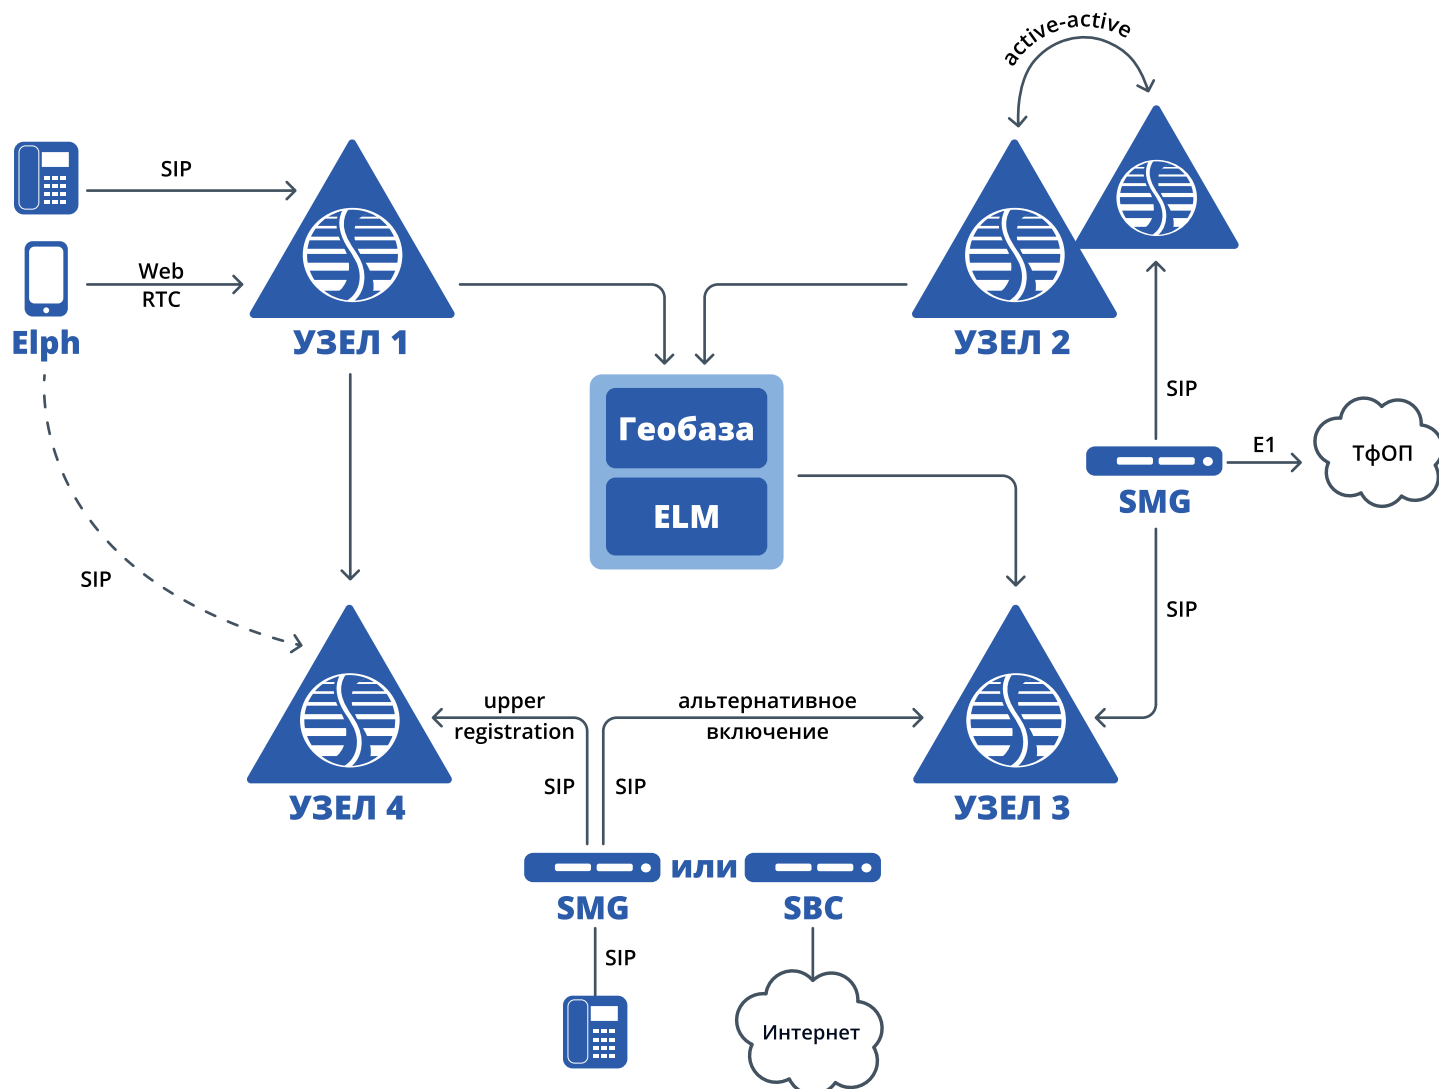 active-active
SIP
Web
RTC
Elph
УЗЕЛ 1
УЗЕЛ 2
SIP
Геобаза
ELM
E1
ТфОП
SMG
SIP
SIP
upper
registration
альтернативное
включение
SIP
SIP
УЗЕЛ 4
УЗЕЛ 3
или
SMG
SBC
SIP
Интернет